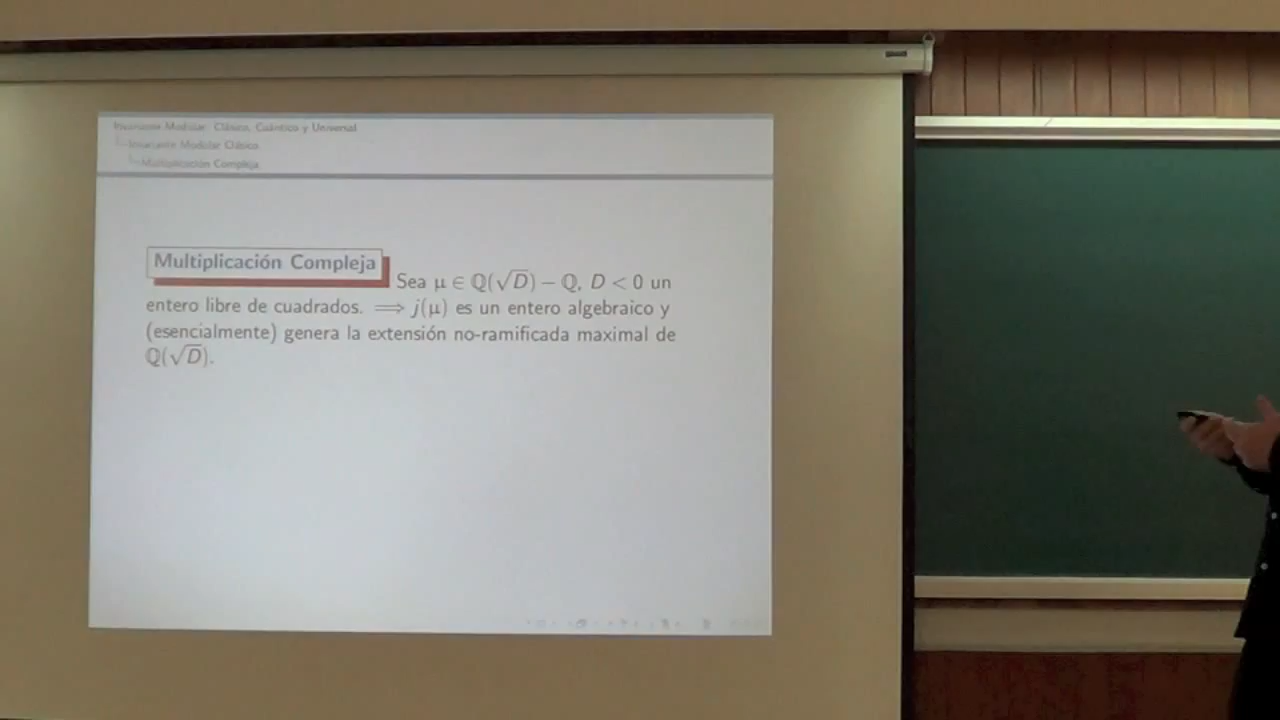 Invariante Modular: Clásico, Cuántico y Universal
Invariante Modular Clásico
Multiplicación Compleja
Multiplicación Compleja
Sea μ ∈ ℚ(√D) − ℚ, D < 0 un
entero libre de cuadrados. ⟹ j(μ) es un entero algebraico y
(esencialmente) genera la extensión no-ramificada maximal de
ℚ(√D).